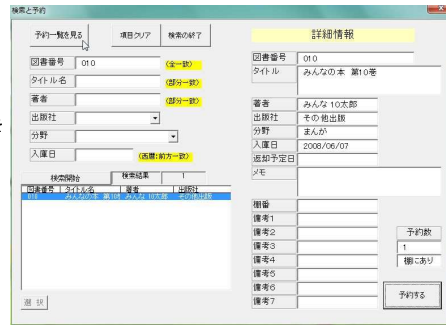 検索と予約
予約一覧を見る
項目クリア
検索の終了
図書番号 010 (全一致)
タイトル名 (部分一致)
著者 (部分一致)
出版社
分野
入庫日 (西暦:前方一致)
検索開始 検索結果 1
図書番号 タイトル名 著者 出版社
010 みんなの本 第10巻 みんな 10太郎 その他出版
選 択
詳細情報
図書番号 010
タイトル みんなの本 第10巻
著者 みんな 10太郎
出版社 その他出版
分野 まんが
入庫日 2008/06/07
返却予定日
メモ
棚番
備考1
備考2
備考3
備考4
備考5
備考6
備考7
予約数
1
棚にあり
予約する